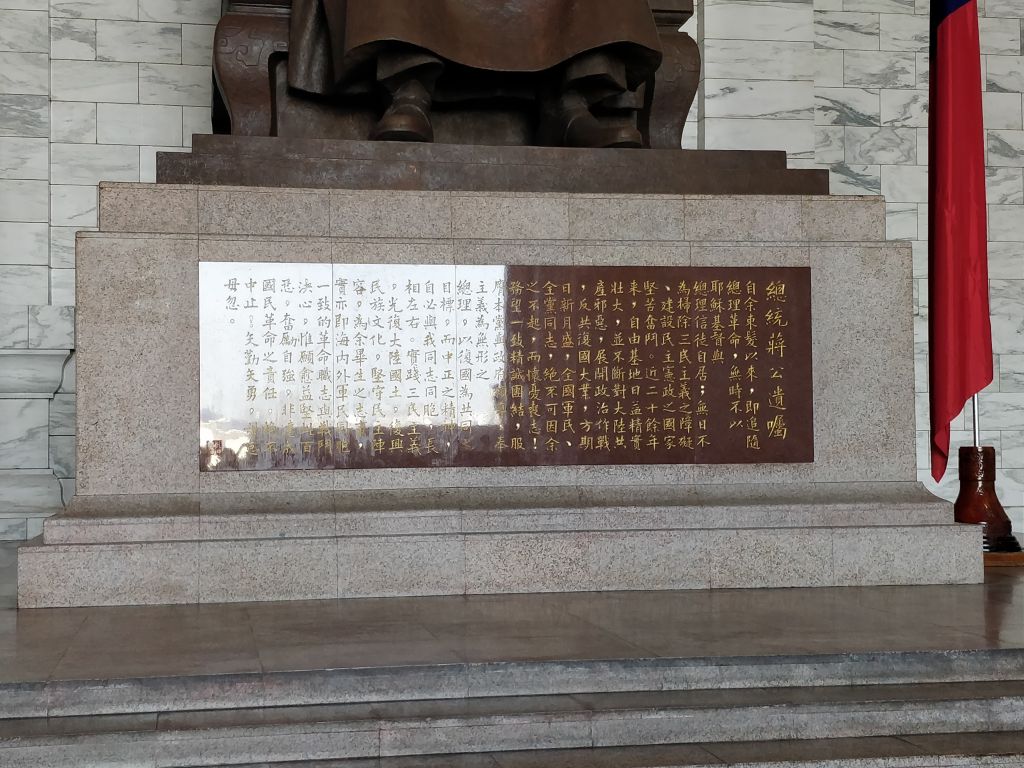 總統蔣公遺囑
自余束髮以來,即追隨
總理革命,無時不以
耶穌基督與
總理信徒自居;無日不
為掃除三民主義之障礙
、建設民主憲政之國家
堅苦奮鬥。近二十餘年
來,自由基地日益精實
壯大,並不斷對大陸共
產邪惡,展開政治作戰
,反共復國大業,方期
日新月盛,全國軍民、
全黨同志,絕不可因余
之不起,而懷憂喪志!
務望一致精誠團結,服
膺本黨與政府領導,奉
主義為無形之
總理,以復國為共同之
目標,而中正之精神,
自必與我同志同胞,長
相左右。實踐三民主義
,光復大陸國土,復興
民族文化,堅守民主陣
容,為余畢生之志事,
實亦即海內外軍民同胞
一致的革命職志與戰鬥
決心。惟願愈益堅此百
忍,奮勵自強,非達成
國民革命之責任,絕不
中止!矢勤矢勇,毋怠
毋忽。